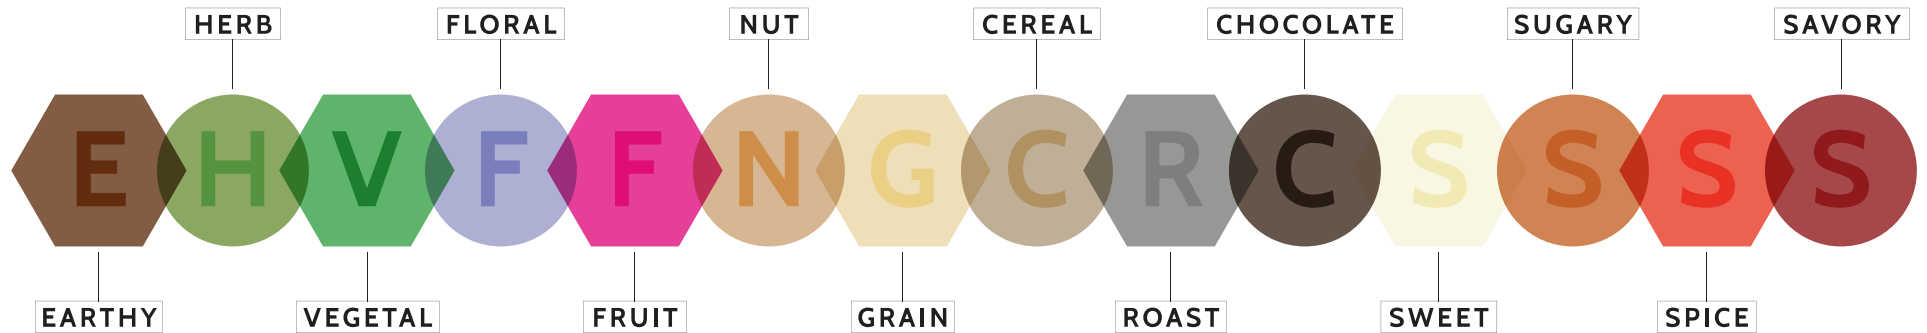 HERB FLORAL NUT CEREAL CHOCOLATE SUGARY SAVORY
E H V F F N G C R C S S S S
EARTHY VEGETAL FRUIT GRAIN ROAST SWEET SPICE